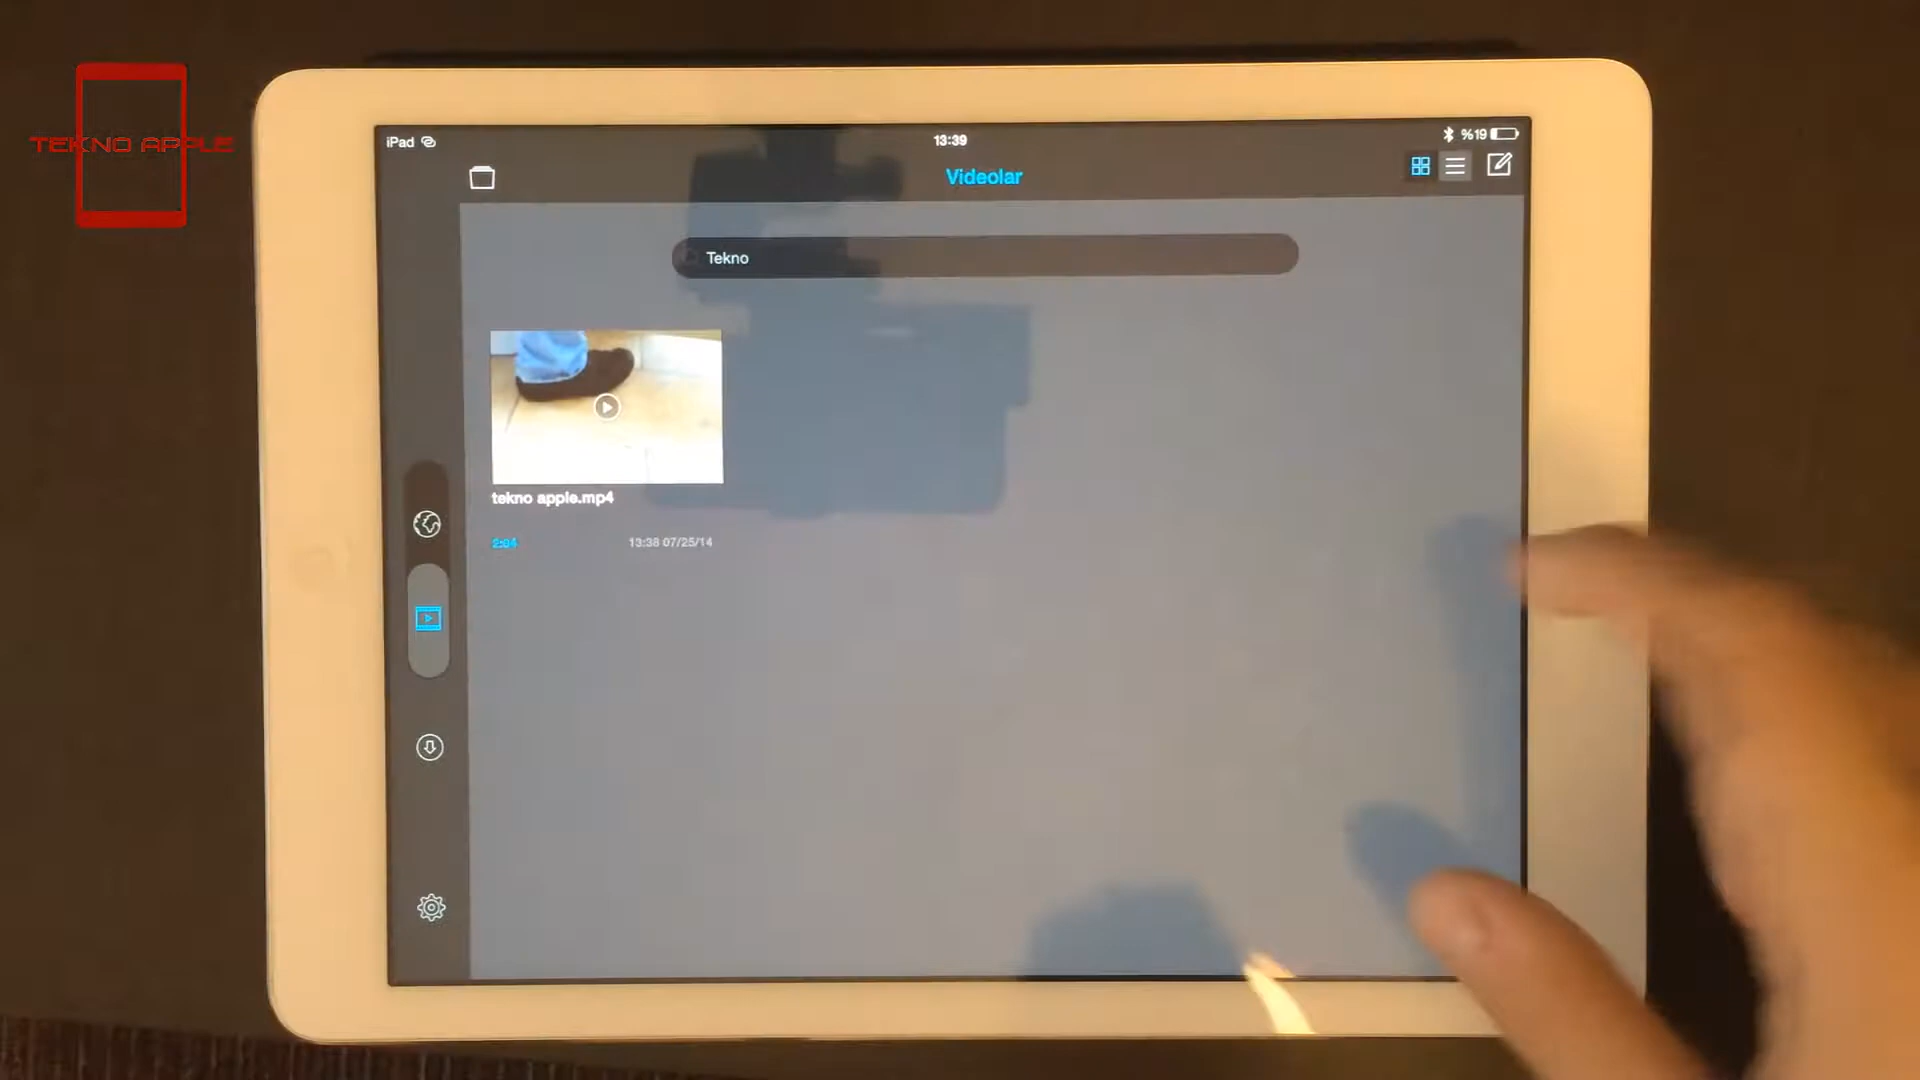 TEKNO APPLE
iPad
13:39
%19
Videolar
Tekno
tekno apple.mp4
2:04
13:38 07/25/14